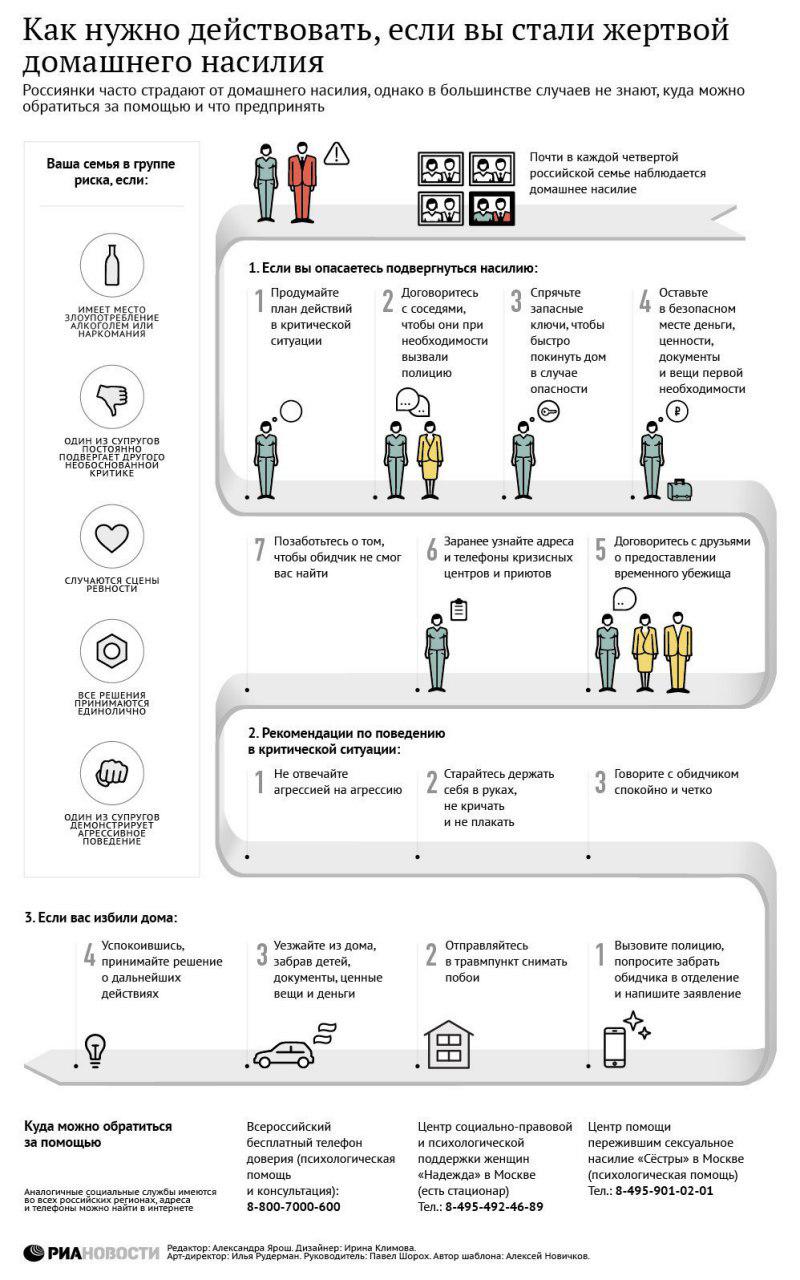 Как нужно действовать, если вы стали жертвой
домашнего насилия
Россиянки часто страдают от домашнего насилия, однако в большинстве случаев не знают, куда можно
обратиться за помощью и что предпринять
Ваша семья в группе
риска, если:
ИМЕЕТ МЕСТО
ЗЛОУПОТРЕБЛЕНИЕ
АЛКОГОЛЕМ ИЛИ
НАРКОМАНИЯ
ОДИН ИЗ СУПРУГОВ
ПОСТОЯННО
ПОДВЕРГАЕТ ДРУГОГО
НЕОБОСНОВАННОЙ
КРИТИКЕ
СЛУЧАЮТСЯ СЦЕНЫ
РЕВНОСТИ
ВСЕ РЕШЕНИЯ
ПРИНИМАЮТСЯ
ЕДИНОЛИЧНО
ОДИН ИЗ СУПРУГОВ
ДЕМОНСТРИРУЕТ
АГРЕССИВНОЕ
ПОВЕДЕНИЕ
Почти в каждой четвертой
российской семье наблюдается
домашнее насилие
1. Если вы опасаетесь подвергнуться насилию:
1 Продумайте
план действий
в критической
ситуации
2 Договоритесь
с соседями,
чтобы они при
необходимости
вызвали
полицию
3 Спрячьте
запасные
ключи, чтобы
быстро
покинуть дом
в случае
опасности
4 Оставьте
в безопасном
месте деньги,
ценности,
документы
и вещи первой
необходимости
₽
5 Договоритесь с друзьями
о предоставлении
временного убежища
6 Заранее узнайте адреса
и телефоны кризисных
центров и приютов
7 Позаботьтесь о том,
чтобы обидчик не смог
вас найти
2. Рекомендации по поведению
в критической ситуации:
1 Не отвечайте
агрессией на агрессию
2 Старайтесь держать
себя в руках,
не кричать
и не плакать
3 Говорите с обидчиком
спокойно и четко
3. Если вас избили дома:
1 Вызовите полицию,
попросите забрать
обидчика в отделение
и напишите заявление
2 Отправляйтесь
в травмпункт снимать
побои
3 Уезжайте из дома,
забрав детей,
документы, ценные
вещи и деньги
4 Успокоившись,
принимайте решение
о дальнейших
действиях
Куда можно обратиться
за помощью
Аналогичные социальные службы имеются
во всех российских регионах, адреса
и телефоны можно найти в интернете
Всероссийский
бесплатный телефон
доверия (психологическая
помощь
и консультация):
8-800-7000-600
Центр социально-правовой
и психологической
поддержки женщин
«Надежда» в Москве
(есть стационар)
Тел.: 8-495-492-46-89
Центр помощи
пережившим сексуальное
насилие «Сёстры» в Москве
(психологическая помощь)
Тел.: 8-495-901-02-01
РИАНОВОСТИ
Редактор: Александра Ярош. Дизайнер: Ирина Климова.
Арт-директор: Илья Рудерман. Руководитель: Павел Шорох. Автор шаблона: Алексей Новичков.